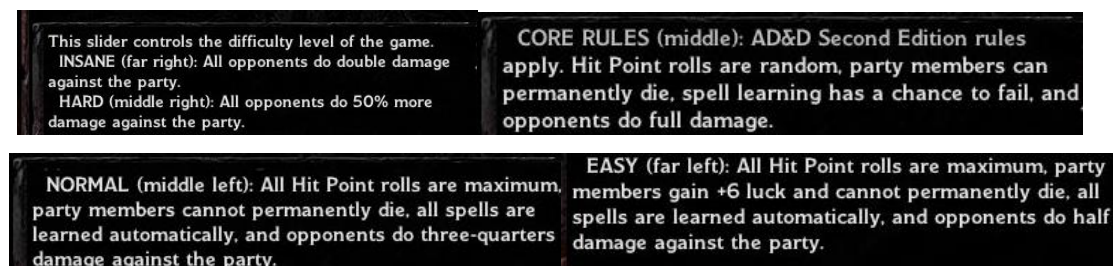 This slider controls the difficulty level of the game.
INSANE (far right): All opponents do double damage
against the party.
HARD (middle right): All opponents do 50% more
damage against the party.
CORE RULES (middle): AD&D Second Edition rules
apply. Hit Point rolls are random, party members can
permanently die, spell learning has a chance to fail, and
opponents do full damage.
NORMAL (middle left): All Hit Point rolls are maximum,
party members cannot permanently die, all spells are
learned automatically, and opponents do three-quarters
damage against the party.
EASY (far left): All Hit Point rolls are maximum, party
members gain +6 luck and cannot permanently die, all
spells are learned automatically, and opponents do half
damage against the party.